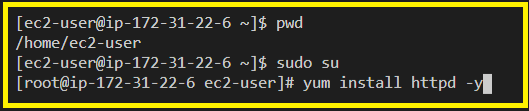 [ec2-user@ip-172-31-22-6 ~]$ pwd
/home/ec2-user
[ec2-user@ip-172-31-22-6 ~]$ sudo su
[root@ip-172-31-22-6 ec2-user]# yum install httpd -y